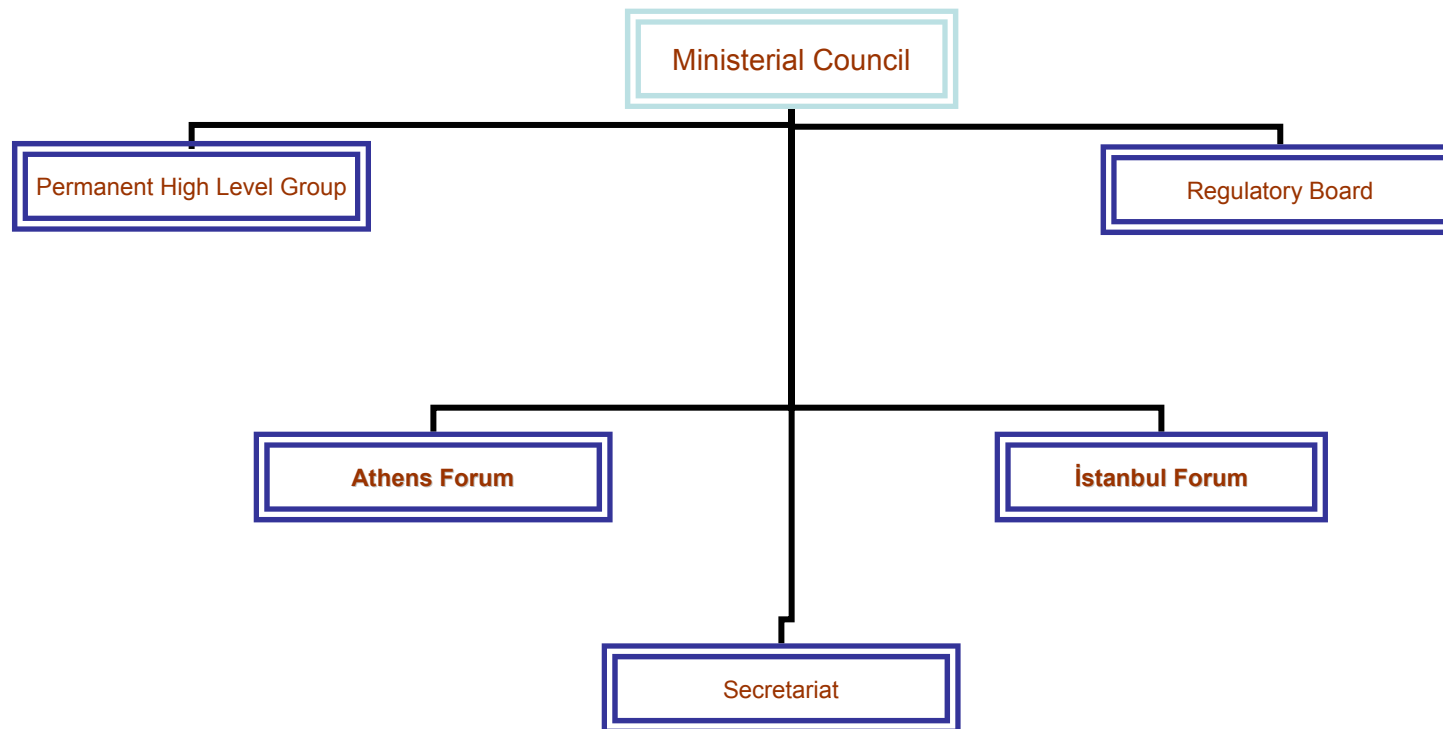 Ministerial Council
Permanent High Level Group
Regulatory Board
Athens Forum
İstanbul Forum
Secretariat